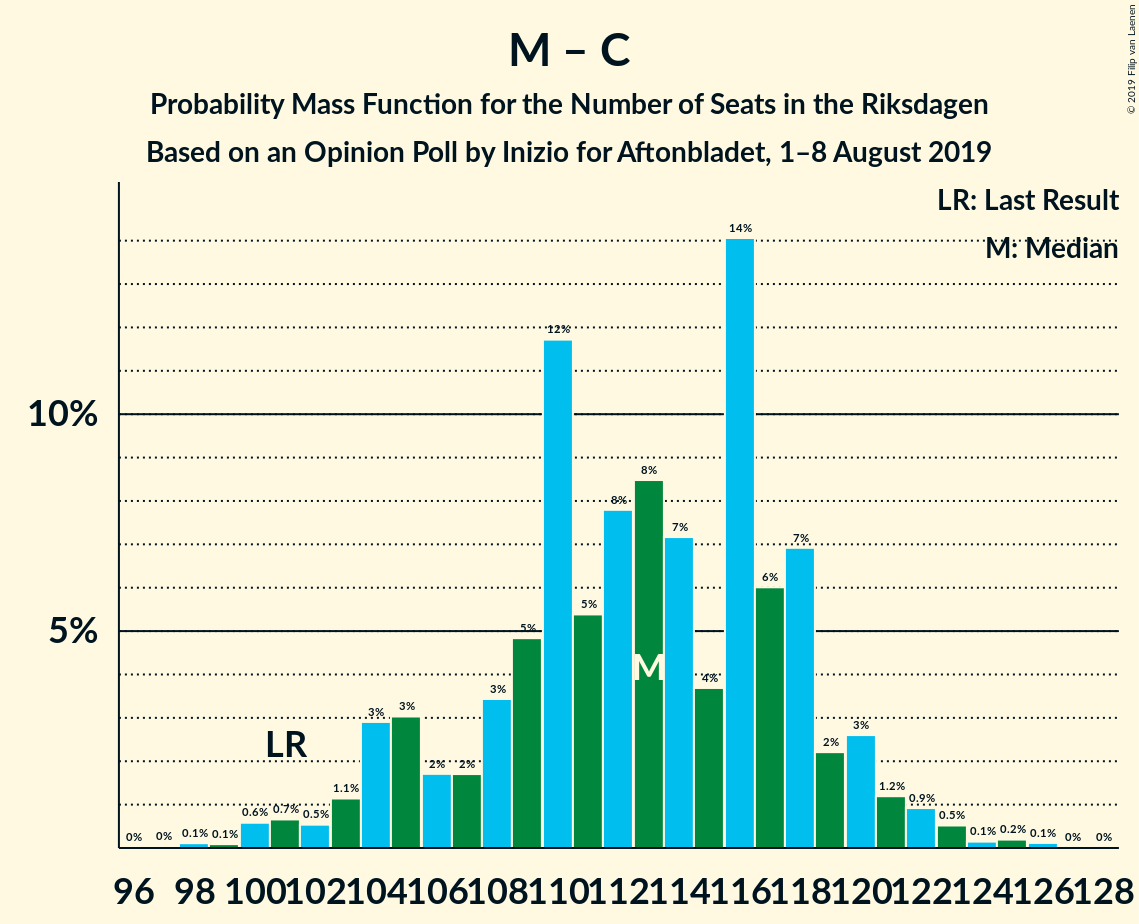 M – C
Probability Mass Function for the Number of Seats in the Riksdagen
Based on an Opinion Poll by Inizio for Aftonbladet, 1–8 August 2019
© 2019 Filip van Laenen
LR: Last Result
M: Median
10%
5%
0% 0% 0.1% 0.1% 0.6% 0.7% 0.5% 1.1% 3% 3% 2% 2% 3% 5% 12% 5% 8% 8% 7% 4% 14% 6% 7% 2% 3% 1.2% 0.9% 0.5% 0.1% 0.2% 0.1% 0% 0%
LR
M
96 98 100 102 104 106 108 110 112 114 116 118 120 122 124 126 128